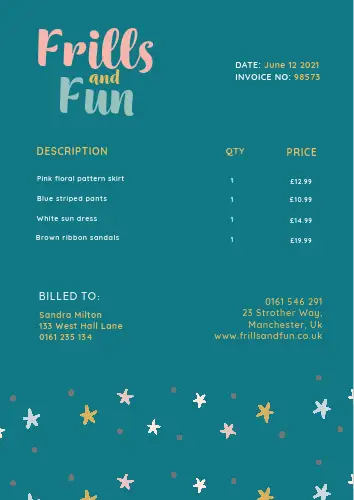 Frills
and
Fun
DATE: June 12 2021
INVOICE NO: 98573
DESCRIPTION QTY PRICE
Pink floral pattern skirt 1 £12.99
Blue striped pants 1 £10.99
White sun dress 1 £14.99
Brown ribbon sandals 1 £19.99
BILLED TO:
Sandra Milton
133 West Hall Lane
0161 235 134
0161 546 291
23 Strother Way,
Manchester, Uk
www.frillsandfun.co.uk